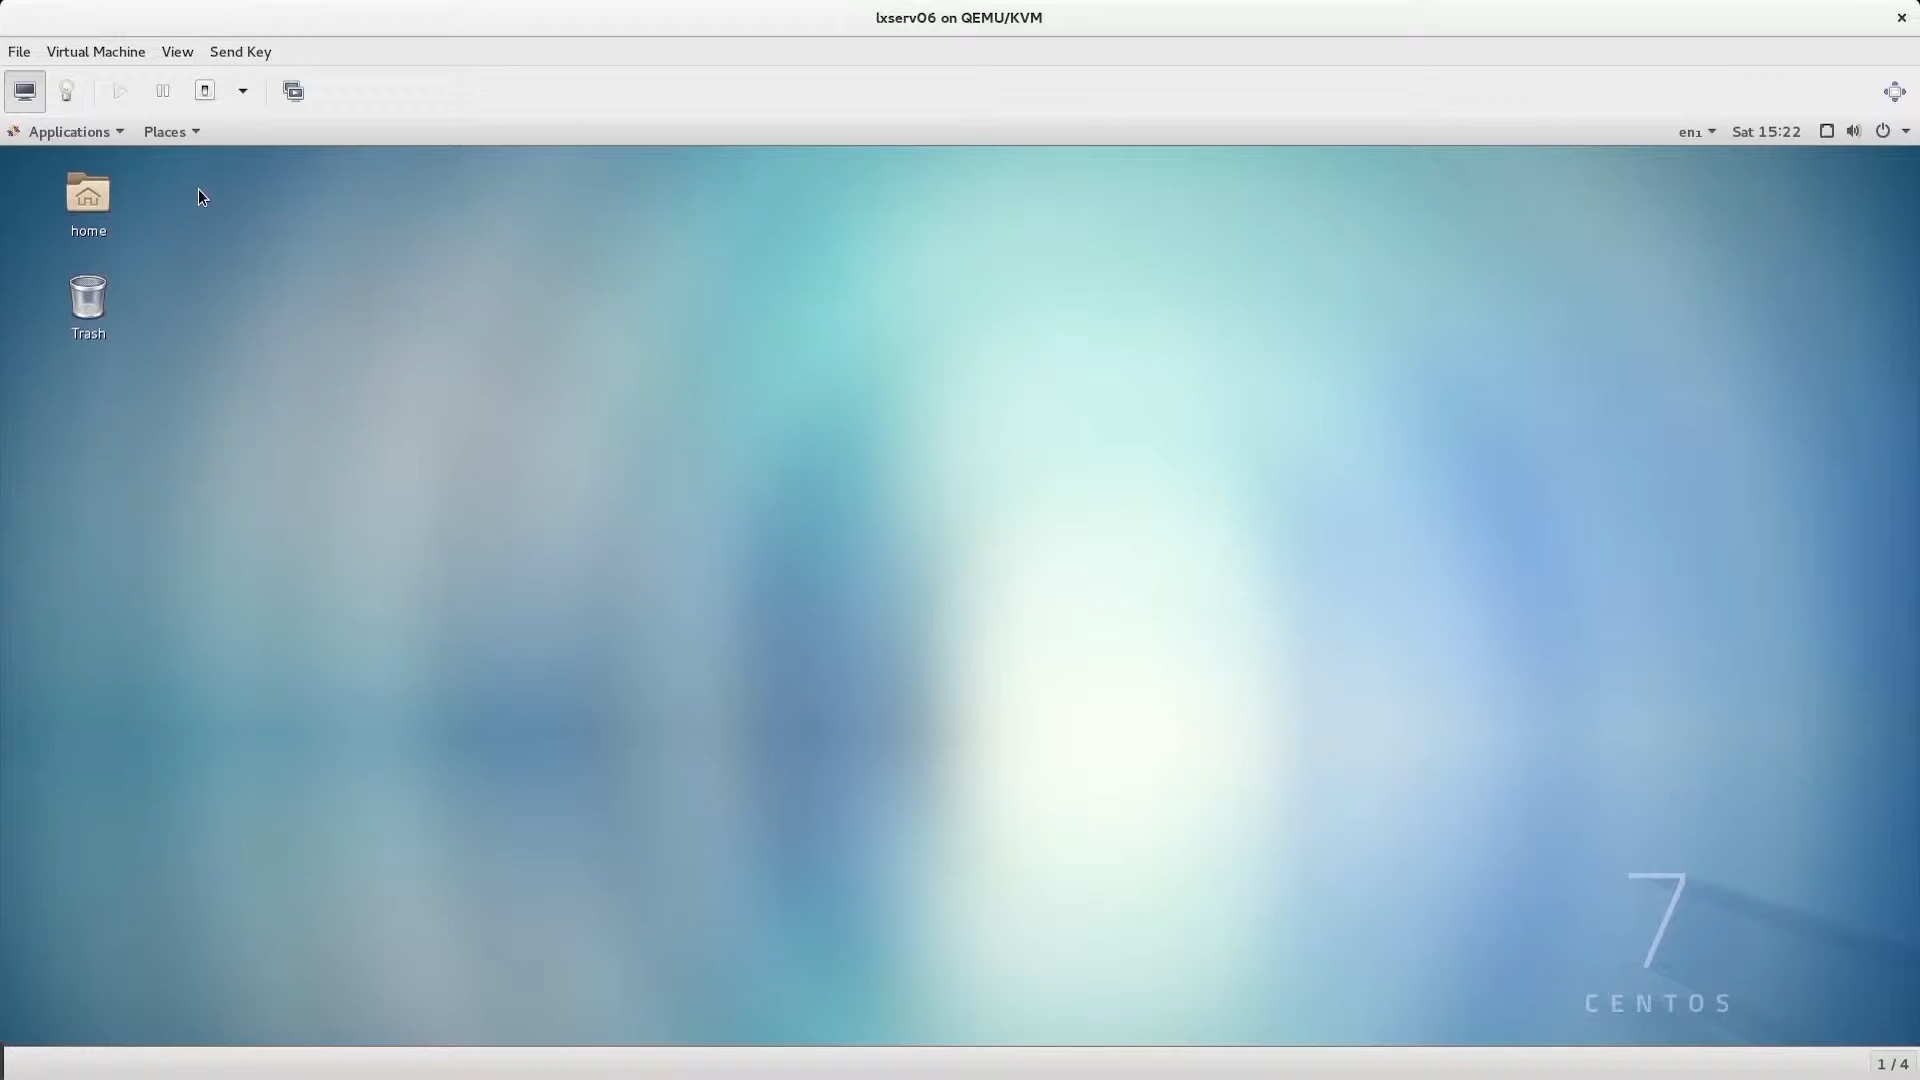 lxserv06 on QEMU/KVM
File Virtual Machine View Send Key
Applications Places en1 Sat 15:22
home
Trash
7
CENTOS
1 / 4